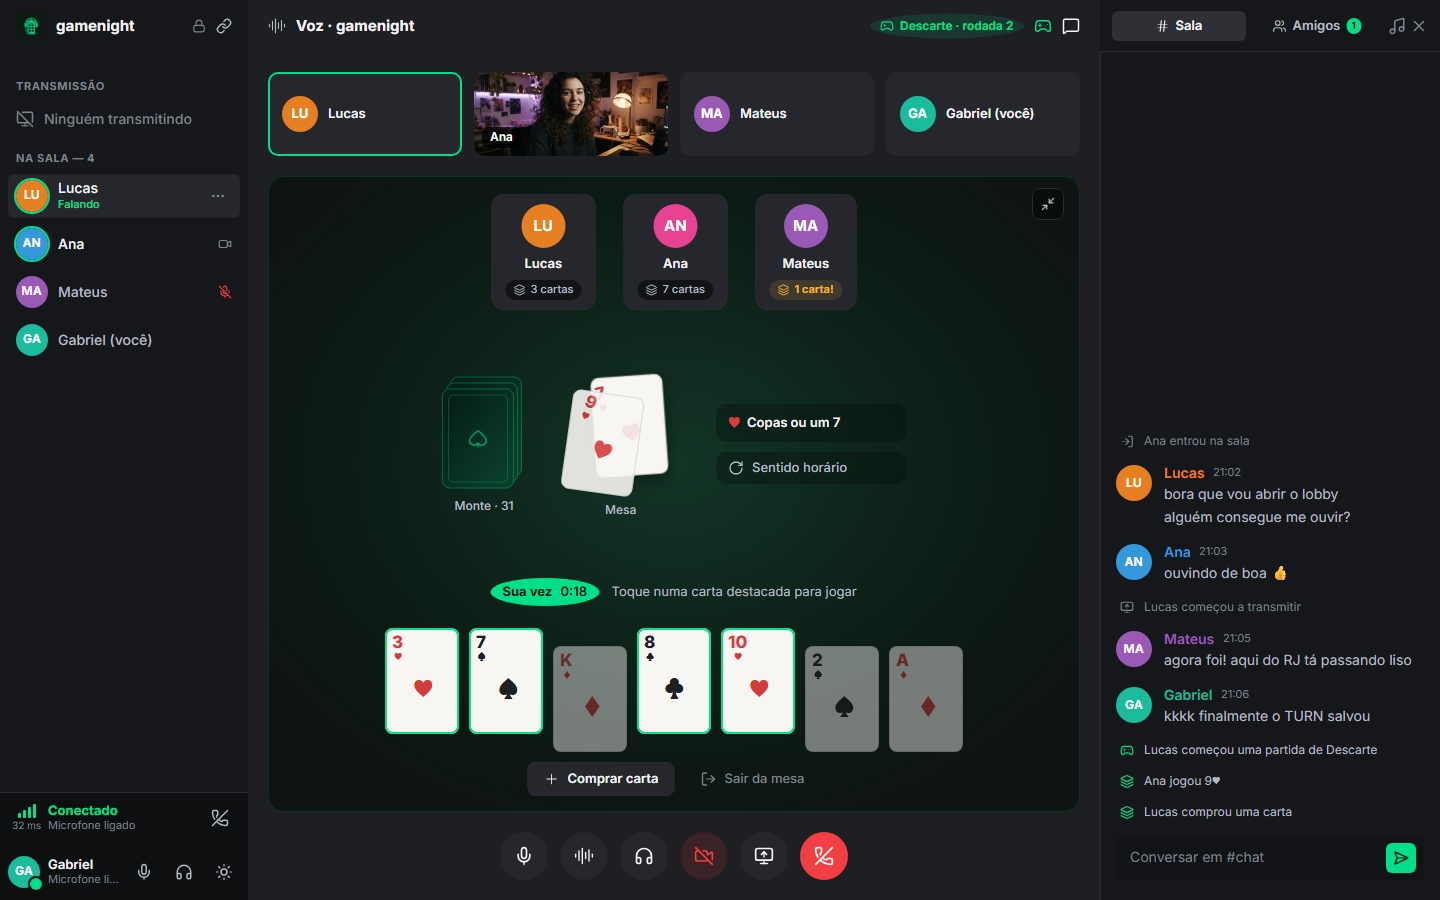 gamenight
TRANSMISSÃO
Ninguém transmitindo
NA SALA — 4
LU
Lucas
Falando
AN
Ana
MA
Mateus
GA
Gabriel (você)
Conectado
32 ms
Microfone ligado
GA
Gabriel
Microfone li...
Voz · gamenight
Descarte · rodada 2
LU
Lucas
Ana
MA
Mateus
GA
Gabriel (você)
LU
Lucas
3 cartas
AN
Ana
7 cartas
MA
Mateus
1 carta!
Monte · 31
7
9
Mesa
Copas ou um 7
Sentido horário
Sua vez 0:18
Toque numa carta destacada para jogar
3
7
K
8
10
2
A
Comprar carta
Sair da mesa
Sala
Amigos
1
Ana entrou na sala
LU
Lucas 21:02
bora que vou abrir o lobby
alguém consegue me ouvir?
AN
Ana 21:03
ouvindo de boa 👍
Lucas começou a transmitir
MA
Mateus 21:05
agora foi! aqui do RJ tá passando liso
GA
Gabriel 21:06
kkkk finalmente o TURN salvou
Lucas começou uma partida de Descarte
Ana jogou 9♥
Lucas comprou uma carta
Conversar em #chat